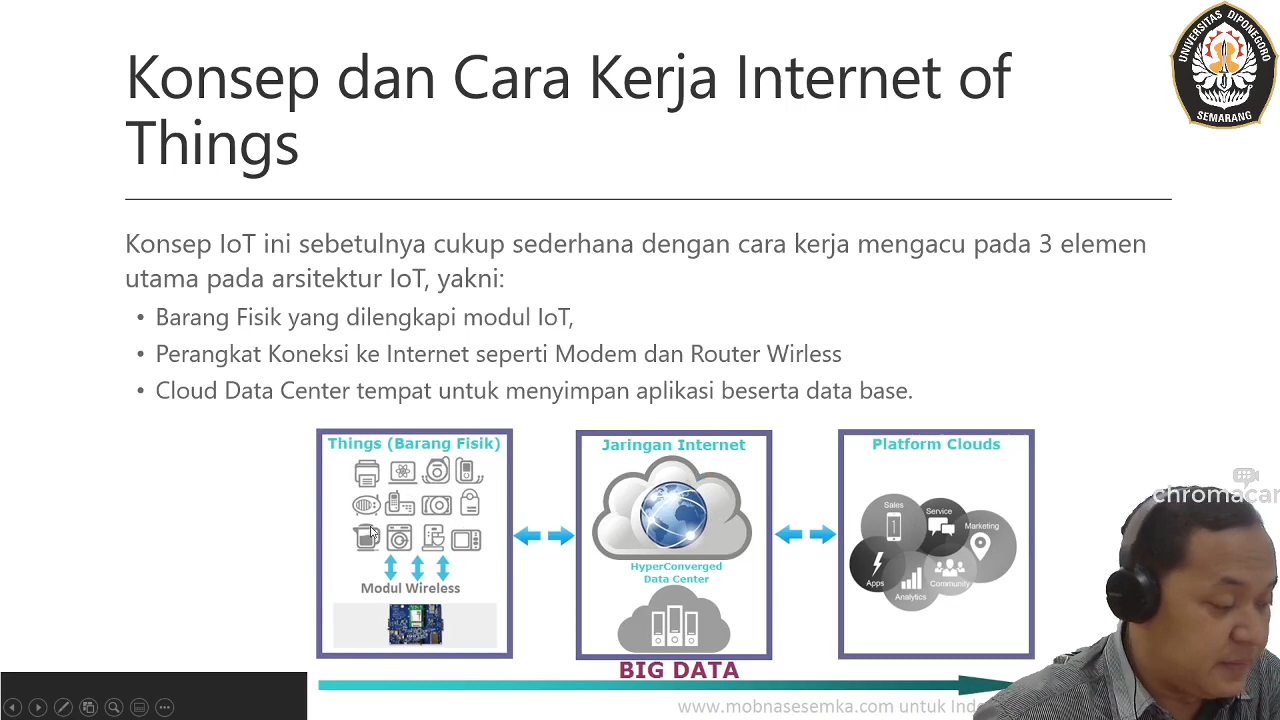 Konsep dan Cara Kerja Internet of
Things
UNIVERSITAS DIPONEGORO
SEMARANG
Konsep IoT ini sebetulnya cukup sederhana dengan cara kerja mengacu pada 3 elemen
utama pada arsitektur IoT, yakni:
• Barang Fisik yang dilengkapi modul IoT,
• Perangkat Koneksi ke Internet seperti Modem dan Router Wirless
• Cloud Data Center tempat untuk menyimpan aplikasi beserta data base.
Things (Barang Fisik)
Modul Wireless
Jaringan Internet
HyperConverged
Data Center
Platform Clouds
Sales
Service
Marketing
Apps
Analytics
Community
BIG DATA
www.mobnasesemka.com untuk
chromacam